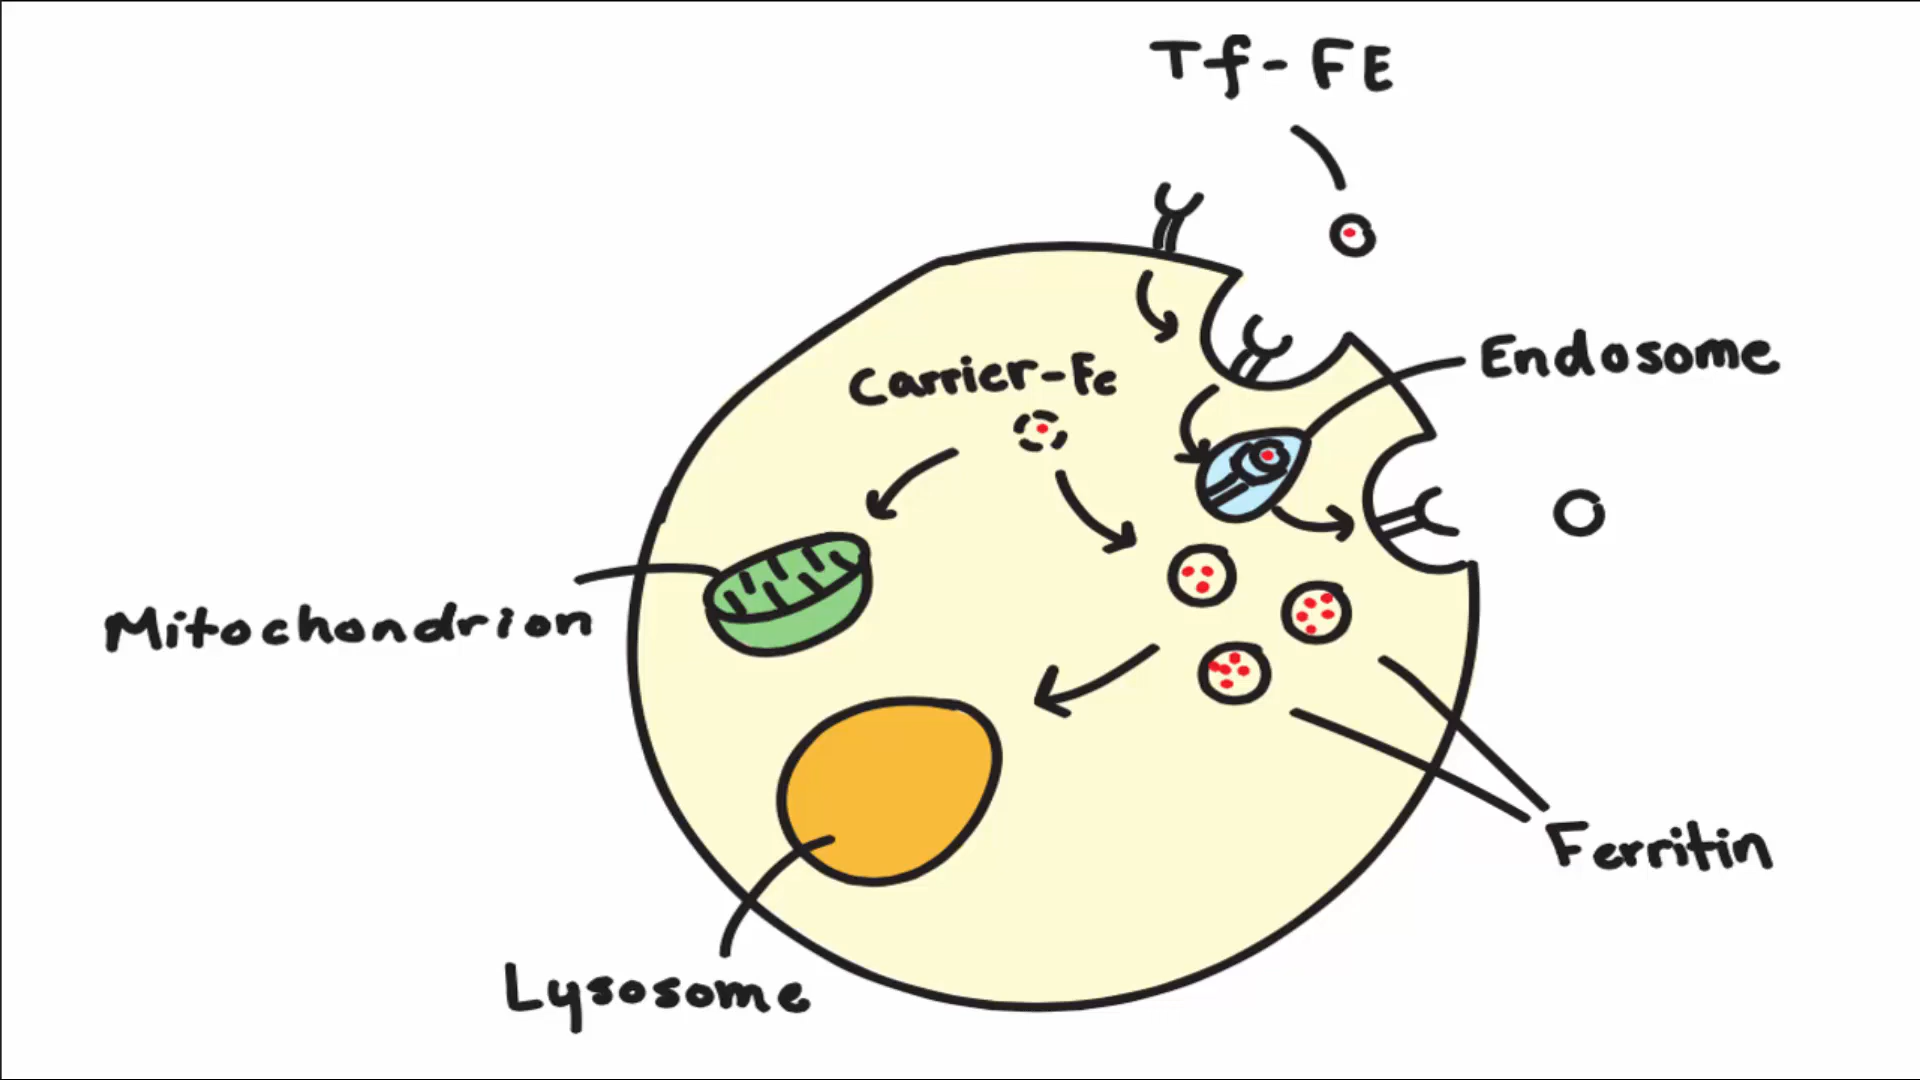 Tf-FE
Endosome
Carrier-Fe
Mitochondrion
Ferritin
Lysosome